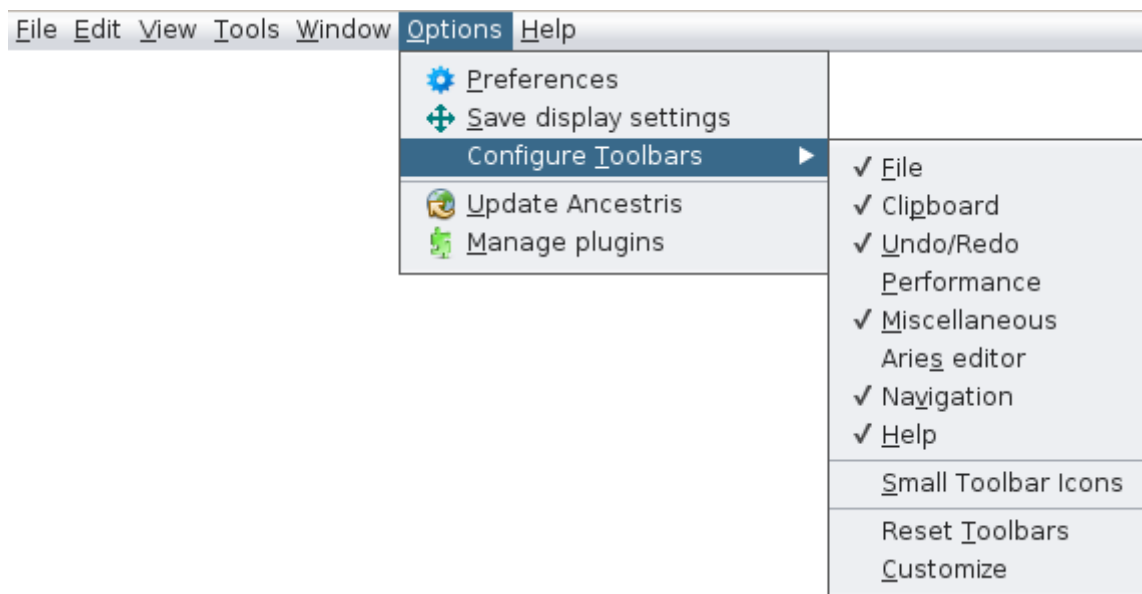 File Edit View Tools Window Options Help
Preferences
Save display settings
Configure Toolbars
Update Ancestris
Manage plugins
File
Clipboard
Undo/Redo
Performance
Miscellaneous
Aries editor
Navigation
Help
Small Toolbar Icons
Reset Toolbars
Customize